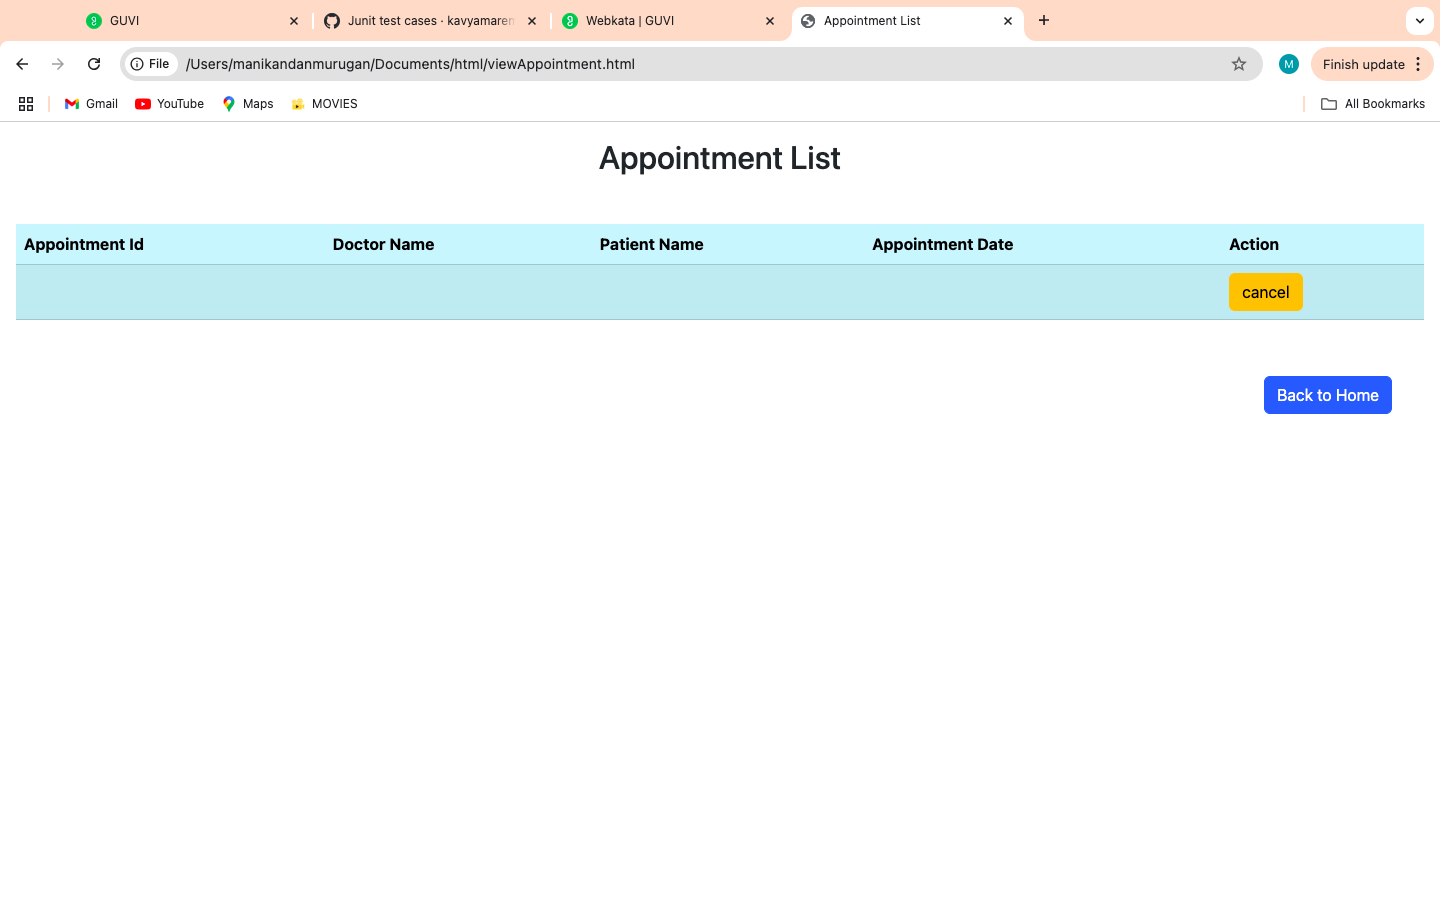 GUVI
Junit test cases · kavyamaren
Webkata | GUVI
Appointment List
File
/Users/manikandanmurugan/Documents/html/viewAppointment.html
M
Finish update
Gmail
YouTube
Maps
MOVIES
All Bookmarks
Appointment List
Appointment Id Doctor Name Patient Name Appointment Date Action
cancel
Back to Home